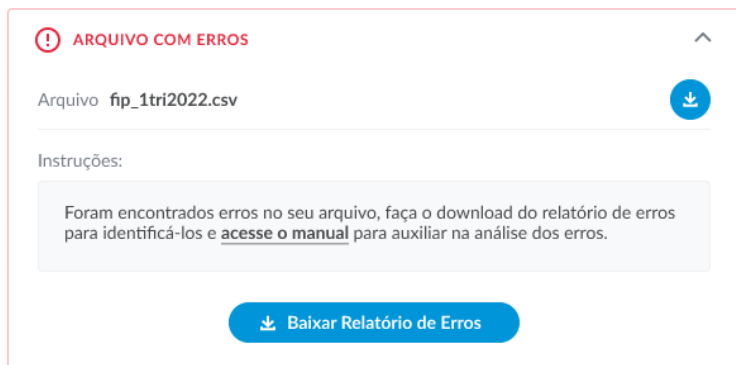 ARQUIVO COM ERROS
Arquivo fip_1tri2022.csv
Instruções:
Foram encontrados erros no seu arquivo, faça o download do relatório de erros
para identificá-los e acesse o manual para auxiliar na análise dos erros.
Baixar Relatório de Erros